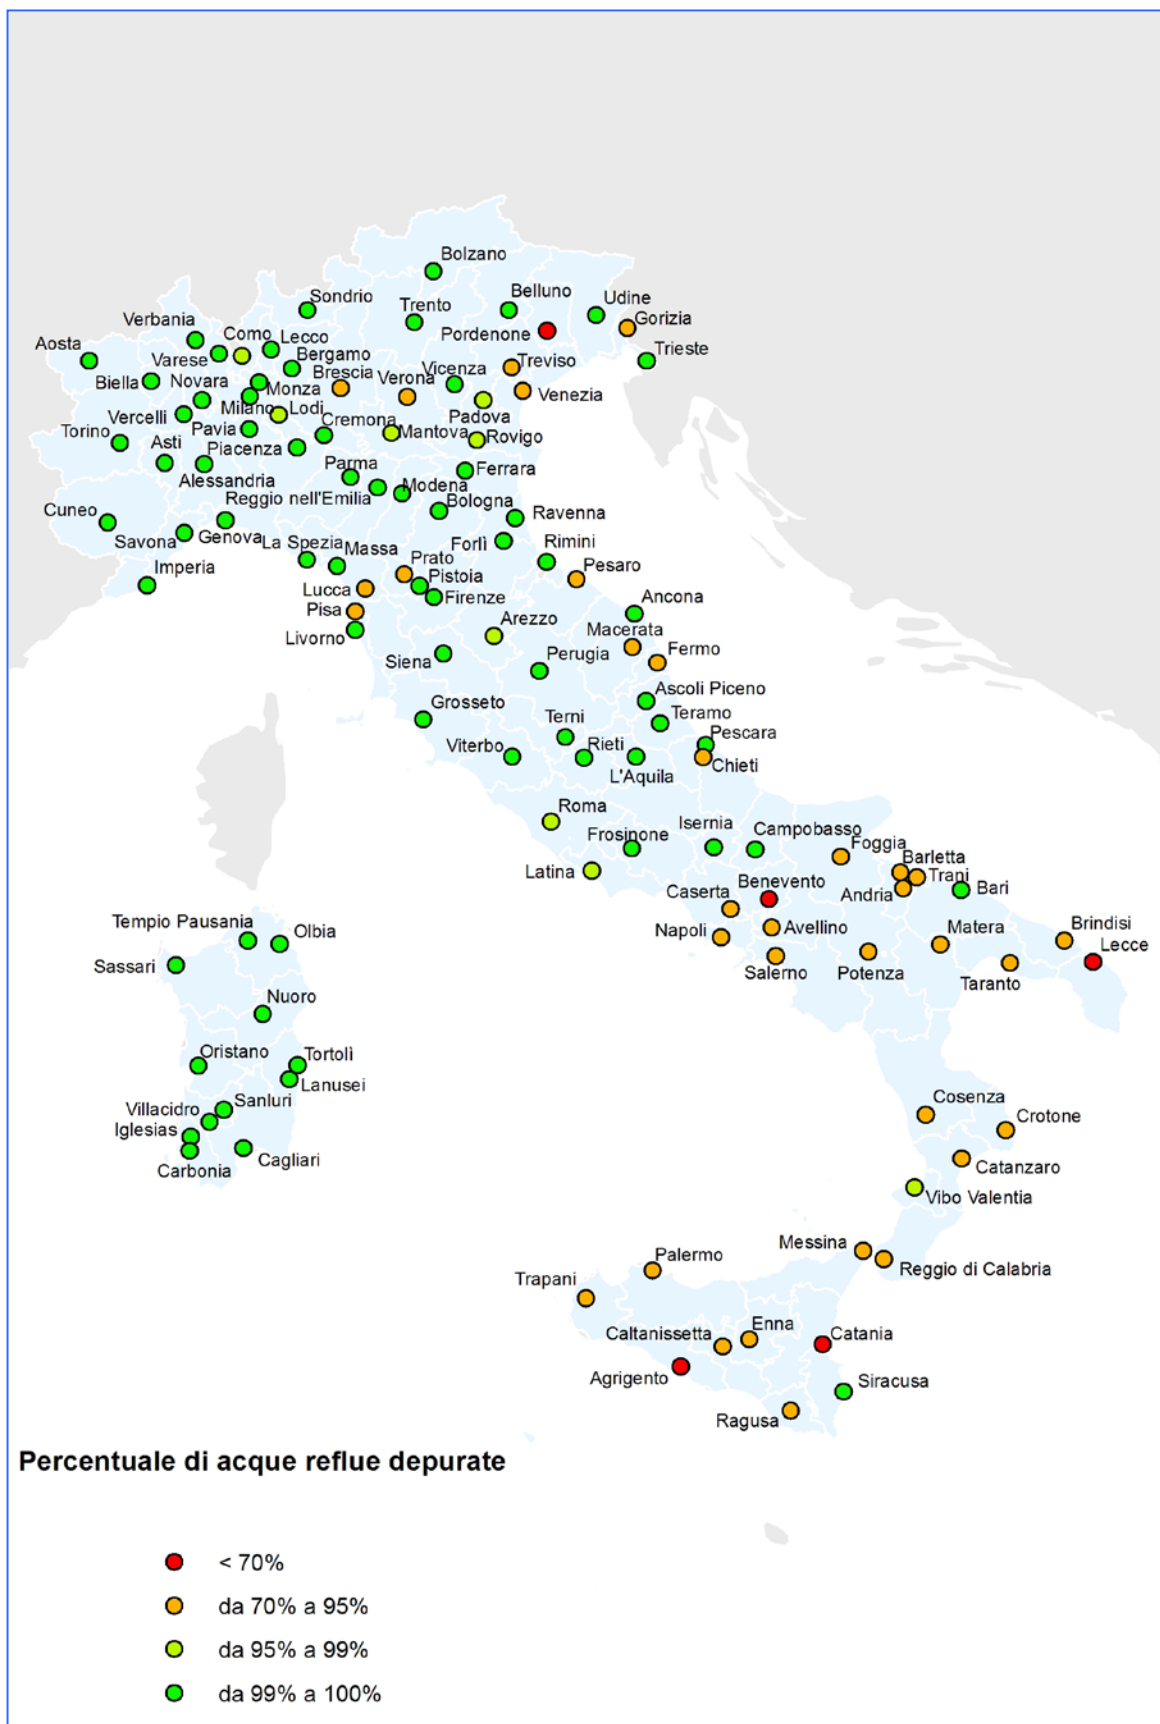 Bolzano
Sondrio
Belluno
Udine
Trento
Gorizia
Verbania
Pordenone
Como
Lecco
Aosta
Trieste
Varese
Bergamo
Treviso
Brescia
Verona
Vicenza
Biella
Novara
Monza
Venezia
Milano
Lodi
Vercelli
Padova
Cremona
Torino
Pavia
Mantova
Rovigo
Asti
Piacenza
Parma
Ferrara
Alessandria
Modena
Reggio nell'Emilia
Bologna
Cuneo
Ravenna
Savona
Genova
La Spezia
Forlì
Massa
Rimini
Prato
Imperia
Pesaro
Pistoia
Lucca
Firenze
Ancona
Pisa
Arezzo
Macerata
Livorno
Fermo
Siena
Perugia
Ascoli Piceno
Grosseto
Terni
Teramo
Pescara
Viterbo
Rieti
Chieti
L'Aquila
Roma
Isernia
Campobasso
Frosinone
Foggia
Barletta
Latina
Benevento
Trani
Caserta
Andria
Bari
Tempio Pausania
Olbia
Napoli
Avellino
Matera
Brindisi
Lecce
Sassari
Salerno
Potenza
Taranto
Nuoro
Oristano
Tortolì
Lanusei
Sanluri
Villacidro
Cosenza
Iglesias
Crotone
Cagliari
Carbonia
Catanzaro
Vibo Valentia
Messina
Palermo
Reggio di Calabria
Trapani
Enna
Caltanissetta
Catania
Agrigento
Siracusa
Ragusa
Percentuale di acque reflue depurate
< 70%
da 70% a 95%
da 95% a 99%
da 99% a 100%